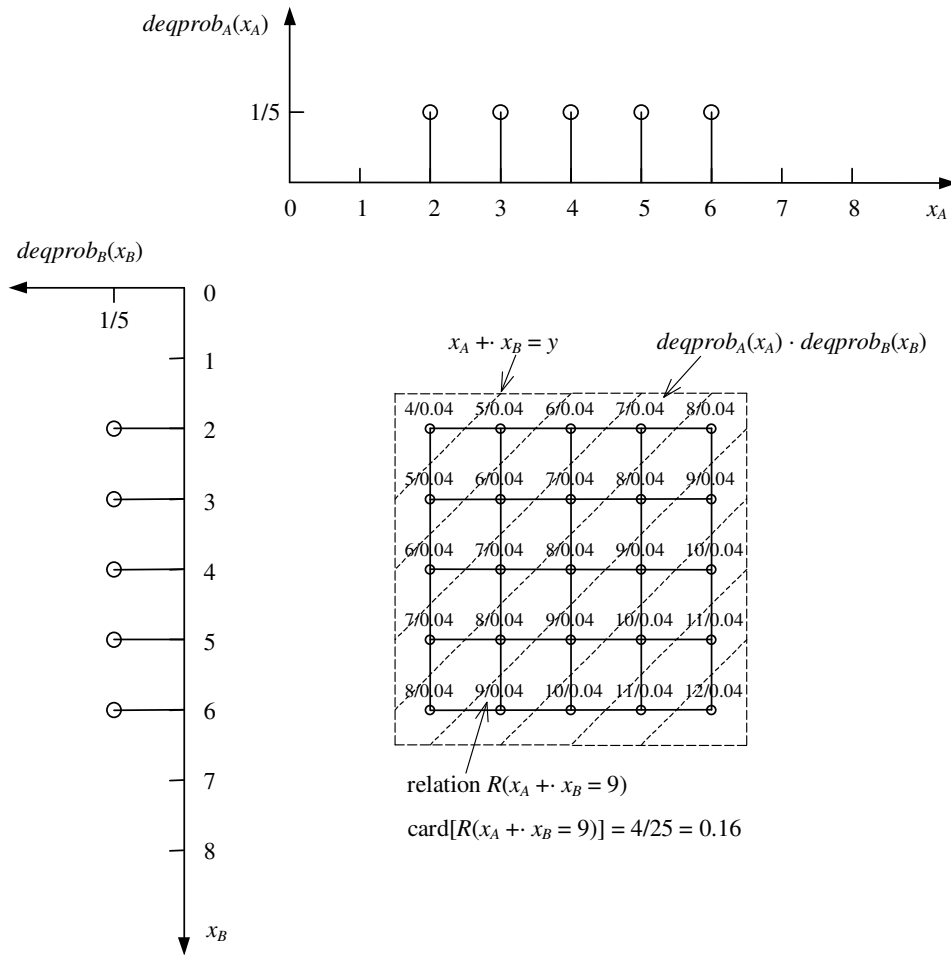 deqprob_A(x_A)
1/5
0 1 2 3 4 5 6 7 8 x_A
deqprob_B(x_B)
0
1/5
1
x_A +· x_B = y
deqprob_A(x_A) · deqprob_B(x_B)
4/0.04 5/0.04 6/0.04 7/0.04 8/0.04
2
5/0.04 6/0.04 7/0.04 8/0.04 9/0.04
3
6/0.04 7/0.04 8/0.04 9/0.04 10/0.04
4
7/0.04 8/0.04 9/0.04 10/0.04 11/0.04
5
8/0.04 9/0.04 10/0.04 11/0.04 12/0.04
6
7
relation R(x_A +· x_B = 9)
card[R(x_A +· x_B = 9)] = 4/25 = 0.16
8
x_B